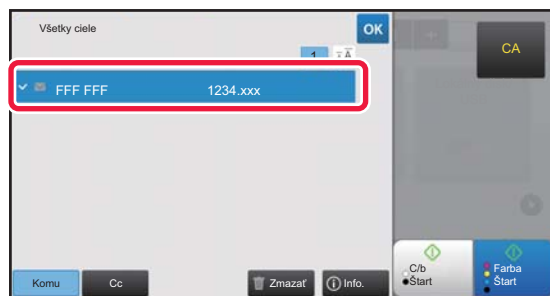 Všetky ciele
OK
1
CA
FFF FFF 1234.xxx
Komu
Cc
Zmazať
Info.
C/b
Štart
Farba
Štart